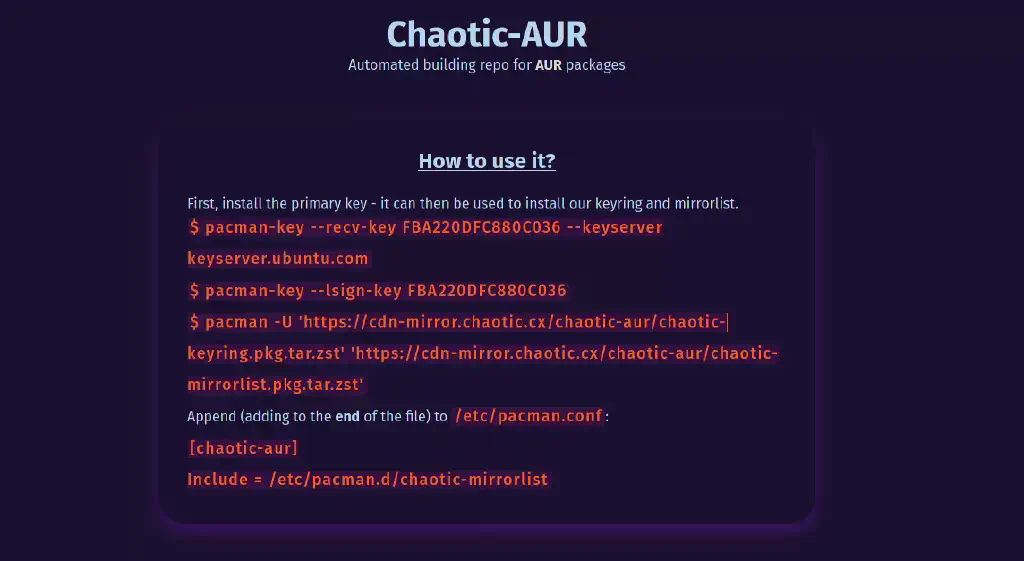 Chaotic-AUR
Automated building repo for AUR packages
How to use it?
First, install the primary key - it can then be used to install our keyring and mirrorlist.
$ pacman-key --recv-key FBA220DFC880C036 --keyserver
keyserver.ubuntu.com
$ pacman-key --lsign-key FBA220DFC880C036
$ pacman -U 'https://cdn-mirror.chaotic.cx/chaotic-aur/chaotic-
keyring.pkg.tar.zst' 'https://cdn-mirror.chaotic.cx/chaotic-aur/chaotic-
mirrorlist.pkg.tar.zst'
Append (adding to the end of the file) to /etc/pacman.conf:
[chaotic-aur]
Include = /etc/pacman.d/chaotic-mirrorlist